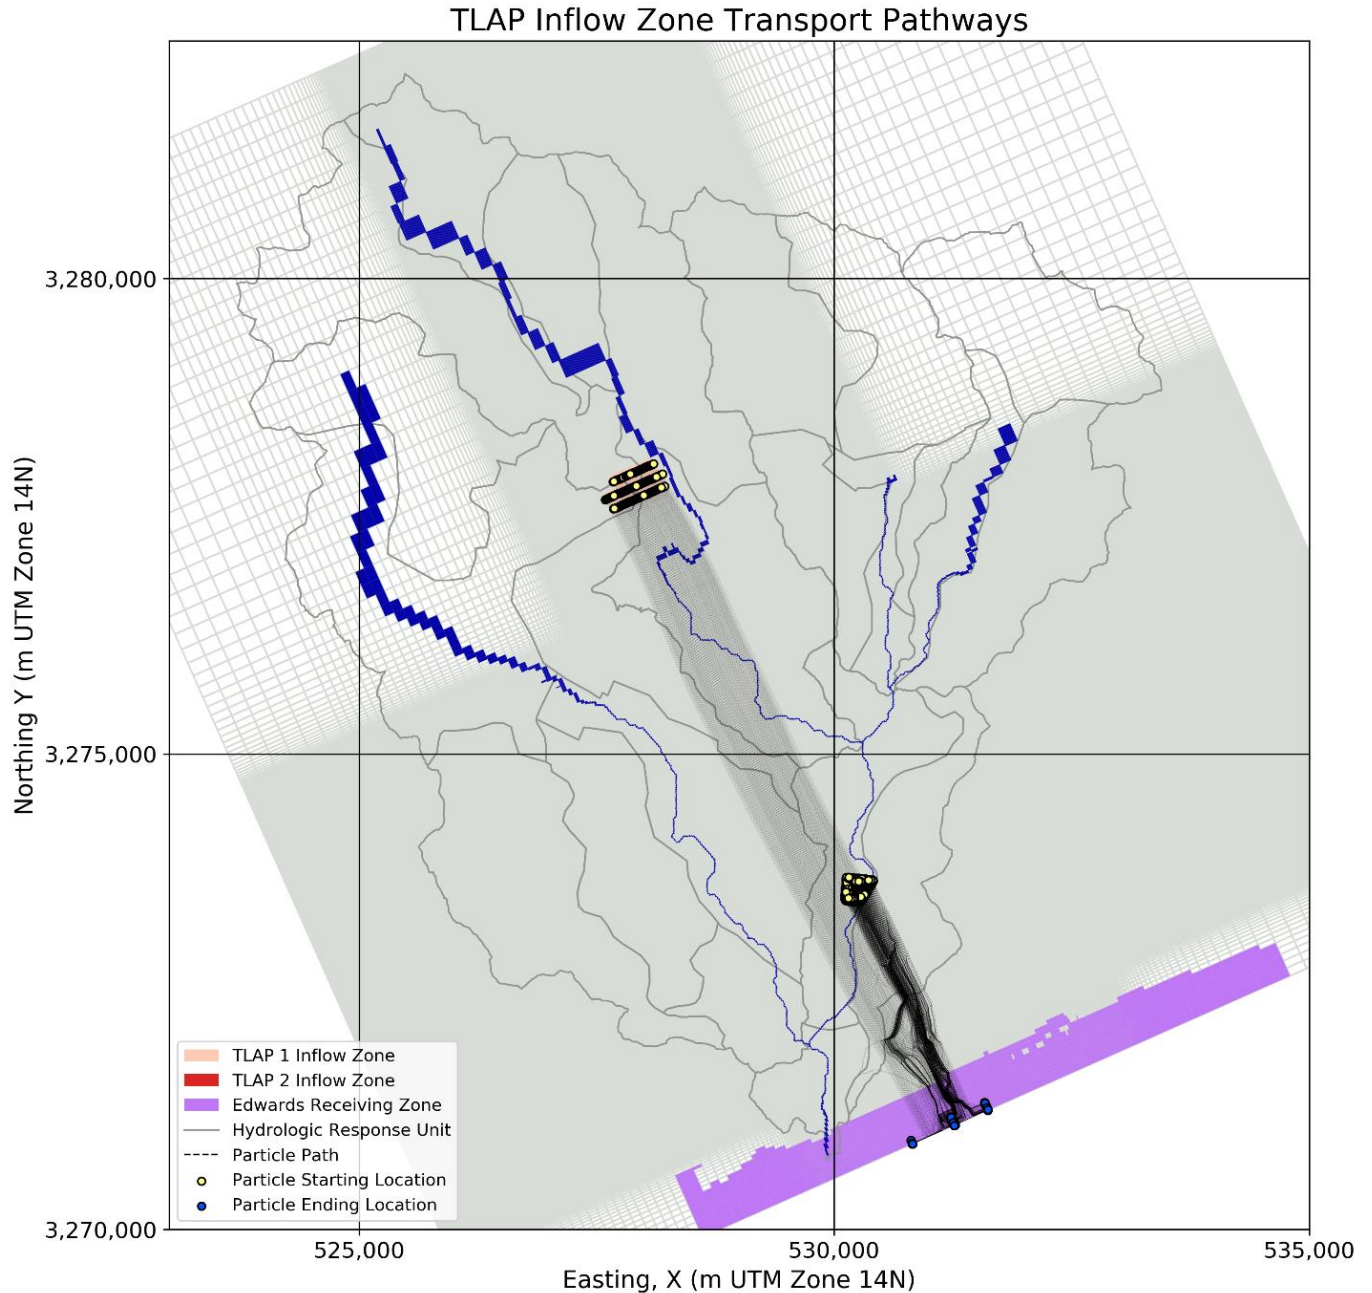 TLAP Inflow Zone Transport Pathways
Northing Y (m UTM Zone 14N)
3,280,000
3,275,000
3,270,000
TLAP 1 Inflow Zone
TLAP 2 Inflow Zone
Edwards Receiving Zone
Hydrologic Response Unit
Particle Path
Particle Starting Location
Particle Ending Location
525,000
530,000
535,000
Easting, X (m UTM Zone 14N)